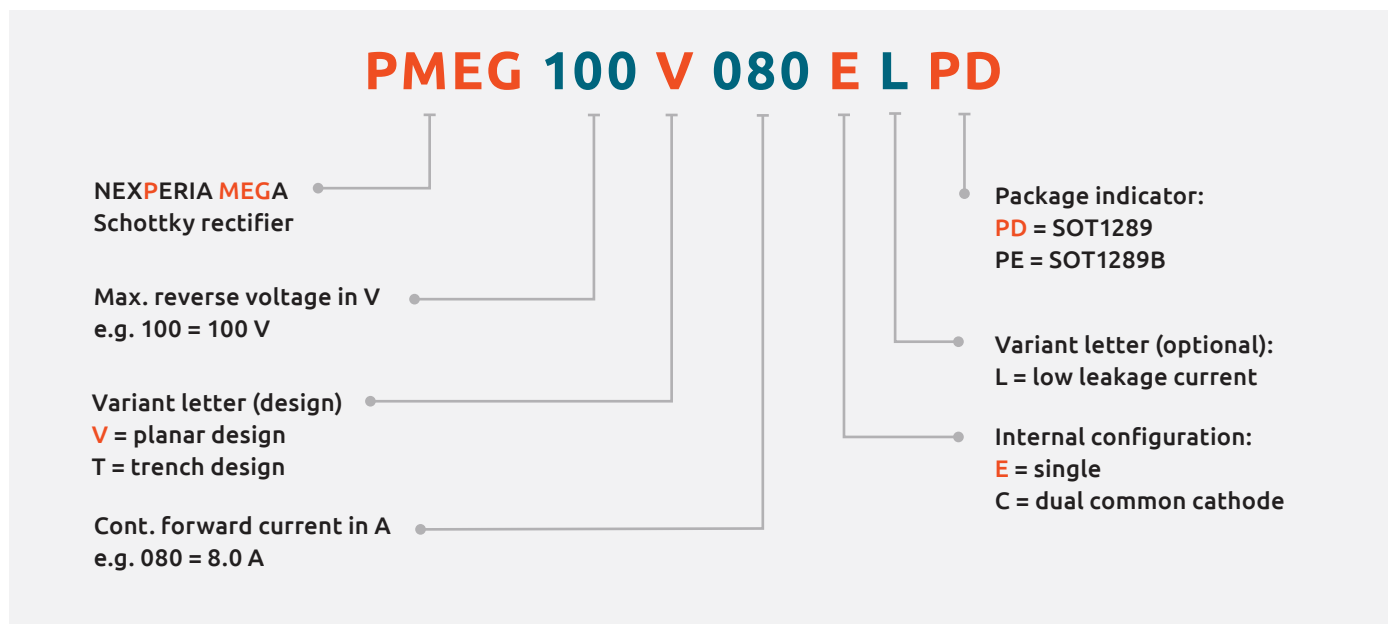 PMEG 100 V 080 E L PD
NEXPERIA MEGA
Schottky rectifier
Max. reverse voltage in V
e.g. 100 = 100 V
Variant letter (design)
V = planar design
T = trench design
Cont. forward current in A
e.g. 080 = 8.0 A
Package indicator:
PD = SOT1289
PE = SOT1289B
Variant letter (optional):
L = low leakage current
Internal configuration:
E = single
C = dual common cathode